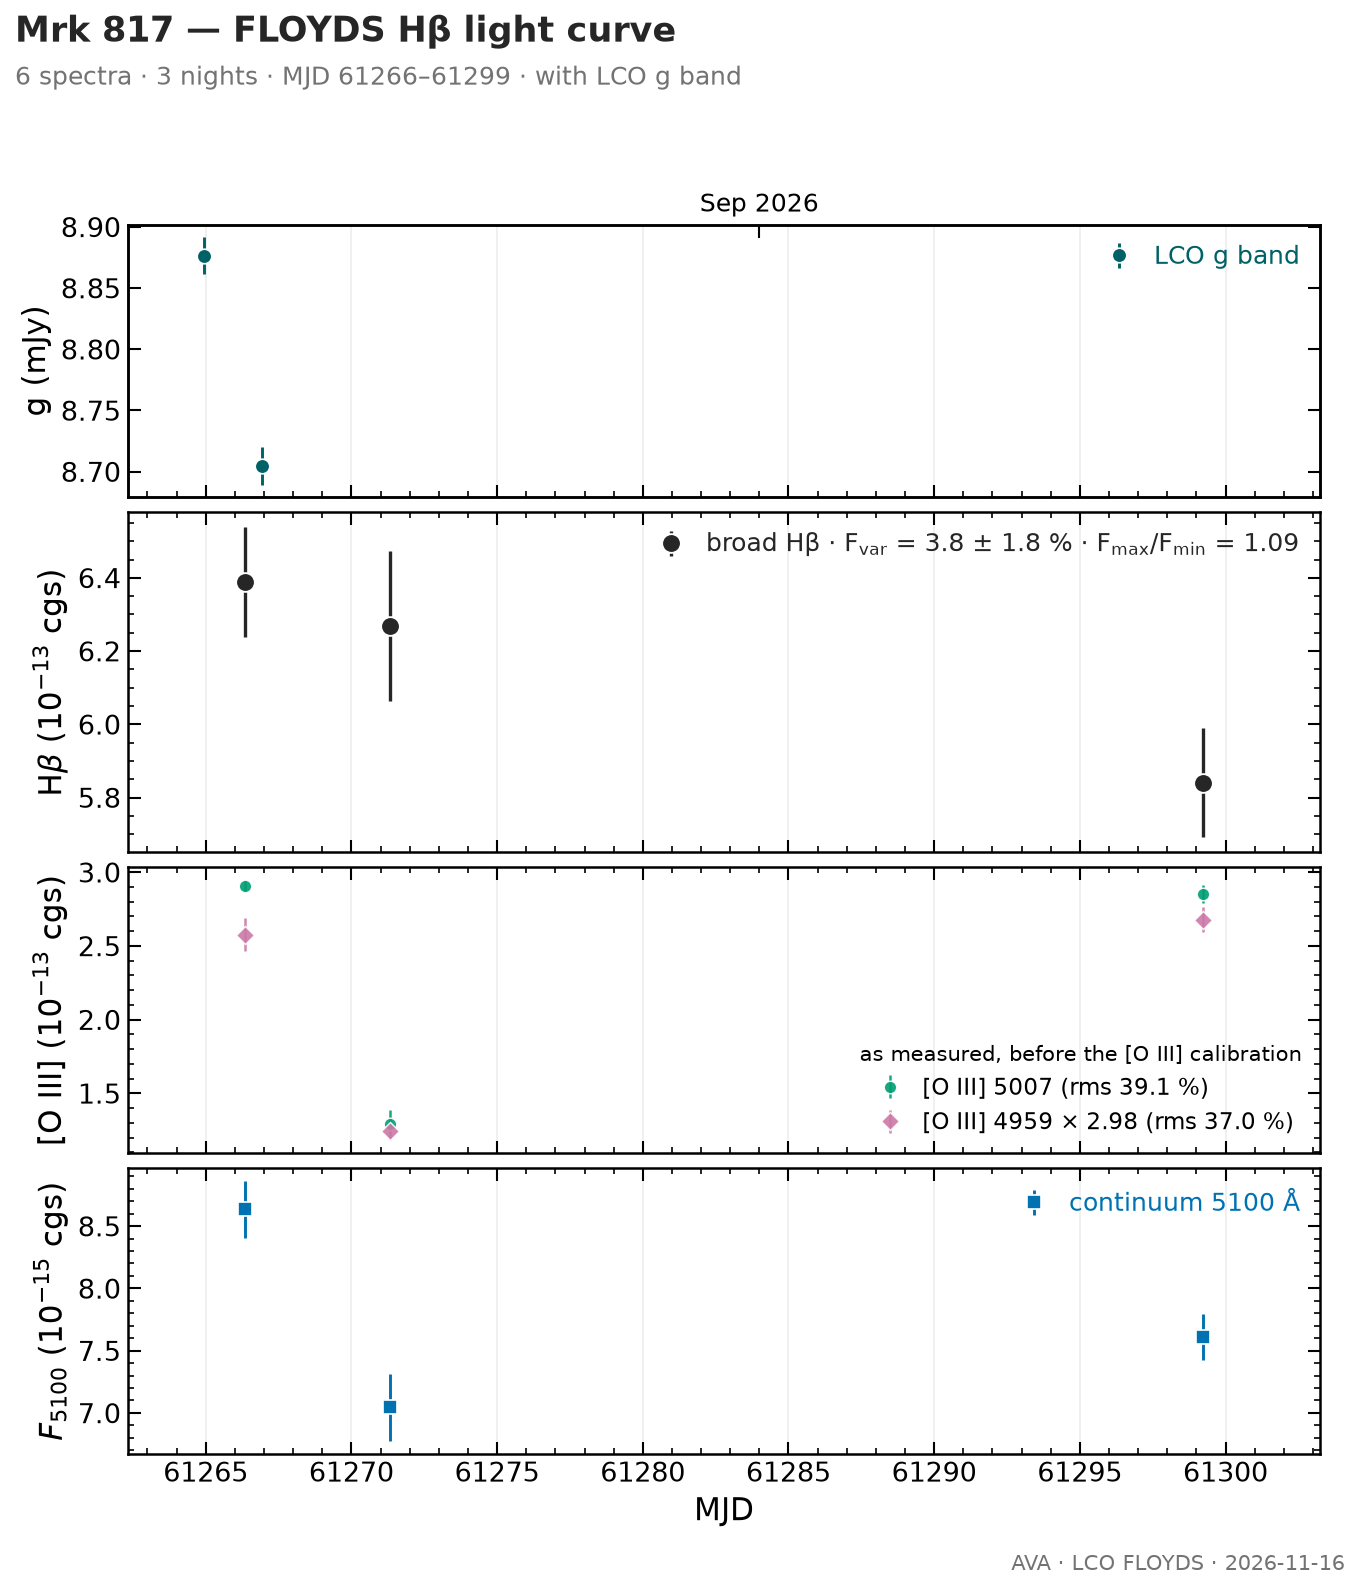 Mrk 817 — FLOYDS Hβ light curve
6 spectra · 3 nights · MJD 61266–61299 · with LCO g band
Sep 2026
g (mJy)
8.90
8.85
8.80
8.75
8.70
LCO g band
Hβ (10⁻¹³ cgs)
6.4
6.2
6.0
5.8
broad Hβ · Fvar = 3.8 ± 1.8 % · Fmax/Fmin = 1.09
[O III] (10⁻¹³ cgs)
3.0
2.5
2.0
1.5
as measured, before the [O III] calibration
[O III] 5007 (rms 39.1 %)
[O III] 4959 × 2.98 (rms 37.0 %)
F5100 (10⁻¹⁵ cgs)
8.5
8.0
7.5
7.0
continuum 5100 Å
61265 61270 61275 61280 61285 61290 61295 61300
MJD
AVA · LCO FLOYDS · 2026-11-16